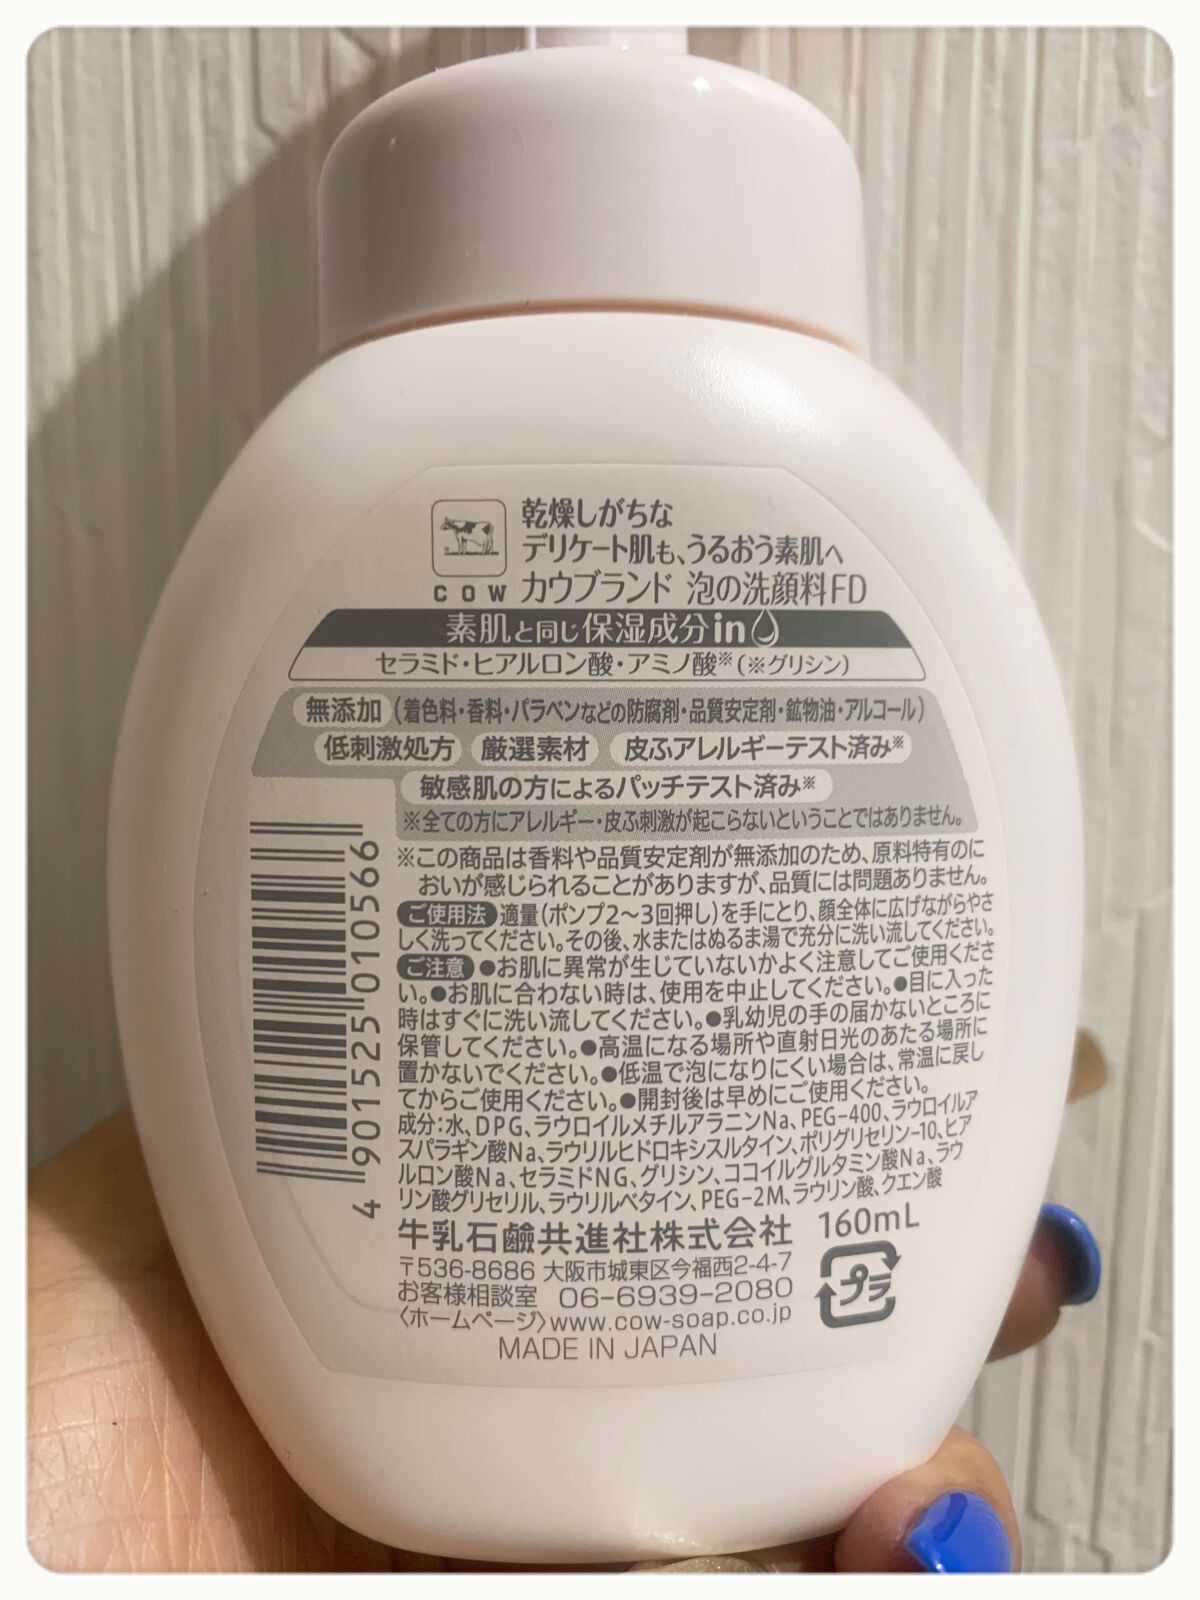 乾燥しがちな
デリケート肌も、うるおう素肌へ
COW カウブランド 泡の洗顔料FD
素肌と同じ保湿成分in
セラミド・ヒアルロン酸・アミノ酸※(※グリシン)
無添加(着色料・香料・パラベンなどの防腐剤・品質安定剤・鉱物油・アルコール)
低刺激処方 厳選素材 皮ふアレルギーテスト済み※
敏感肌の方によるパッチテスト済み※
※全ての方にアレルギー・皮ふ刺激が起こらないということではありません。
※この商品は香料や品質安定剤が無添加のため、原料特有のに
おいが感じられることがありますが、品質には問題ありません。
ご使用法 適量(ポンプ2〜3回押し)を手にとり、顔全体に広げながらやさ
しく洗ってください。その後、水またはぬるま湯で充分に洗い流してください。
ご注意 ●お肌に異常が生じていないかよく注意してご使用くださ
い。●お肌に合わない時は、使用を中止してください。●目に入った
時はすぐに洗い流してください。●乳幼児の手の届かないところに
保管してください。●高温になる場所や直射日光のあたる場所に
置かないでください。●低温で泡になりにくい場合は、常温に戻し
てからご使用ください。●開封後は早めにご使用ください。
成分:水、DPG、ラウロイルメチルアラニンNa、PEG-400、ラウロイルア
スパラギン酸Na、ラウリルヒドロキシスルタイン、ポリグリセリン-10、ヒア
ルロン酸Na、セラミドNG、グリシン、ココイルグルタミン酸Na、ラウ
リン酸グリセリル、ラウリルベタイン、PEG-2M、ラウリン酸、クエン酸
牛乳石鹼共進社株式会社 160mL
〒536-8686 大阪市城東区今福西2-4-7
お客様相談室 06-6939-2080
〈ホームページ〉www.cow-soap.co.jp
プラ
MADE IN JAPAN
4 901525 010566